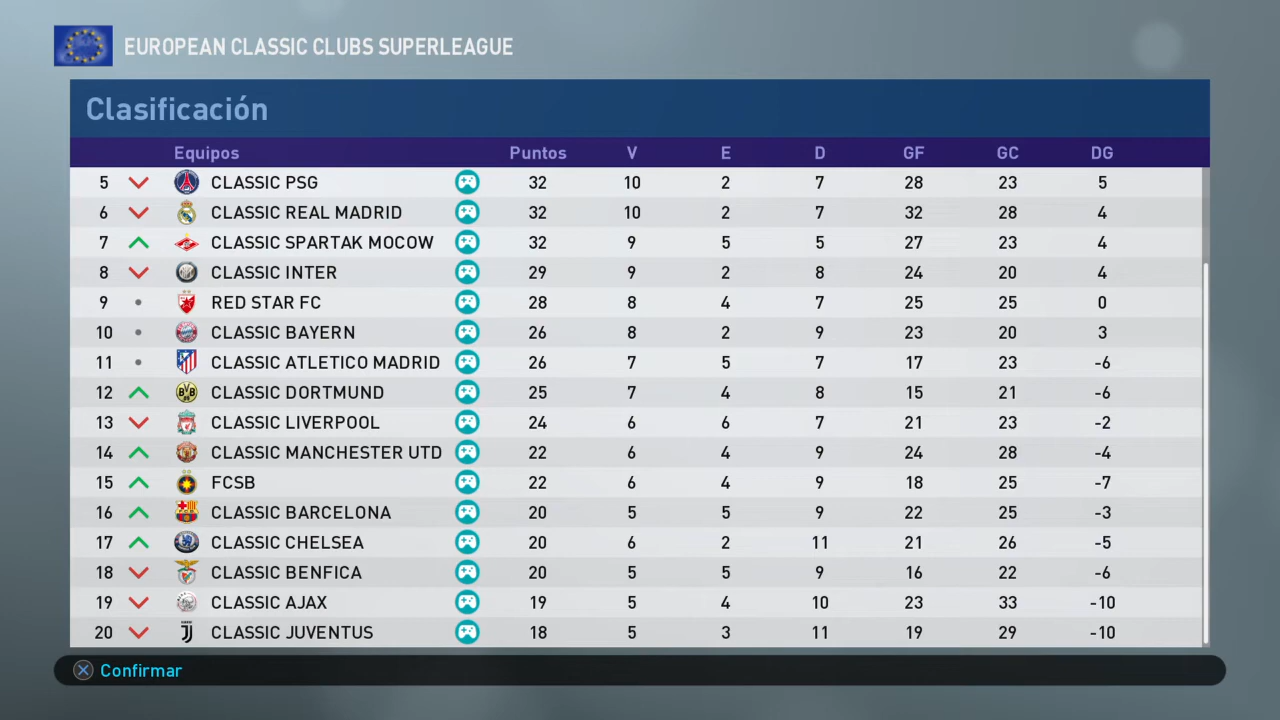 EUROPEAN CLASSIC CLUBS SUPERLEAGUE
Clasificación
Equipos Puntos V E D GF GC DG
5 CLASSIC PSG 32 10 2 7 28 23 5
6 CLASSIC REAL MADRID 32 10 2 7 32 28 4
7 CLASSIC SPARTAK MOCOW 32 9 5 5 27 23 4
8 CLASSIC INTER 29 9 2 8 24 20 4
9 RED STAR FC 28 8 4 7 25 25 0
10 CLASSIC BAYERN 26 8 2 9 23 20 3
11 CLASSIC ATLETICO MADRID 26 7 5 7 17 23 -6
12 CLASSIC DORTMUND 25 7 4 8 15 21 -6
13 CLASSIC LIVERPOOL 24 6 6 7 21 23 -2
14 CLASSIC MANCHESTER UTD 22 6 4 9 24 28 -4
15 FCSB 22 6 4 9 18 25 -7
16 CLASSIC BARCELONA 20 5 5 9 22 25 -3
17 CLASSIC CHELSEA 20 6 2 11 21 26 -5
18 CLASSIC BENFICA 20 5 5 9 16 22 -6
19 CLASSIC AJAX 19 5 4 10 23 33 -10
20 CLASSIC JUVENTUS 18 5 3 11 19 29 -10
Confirmar